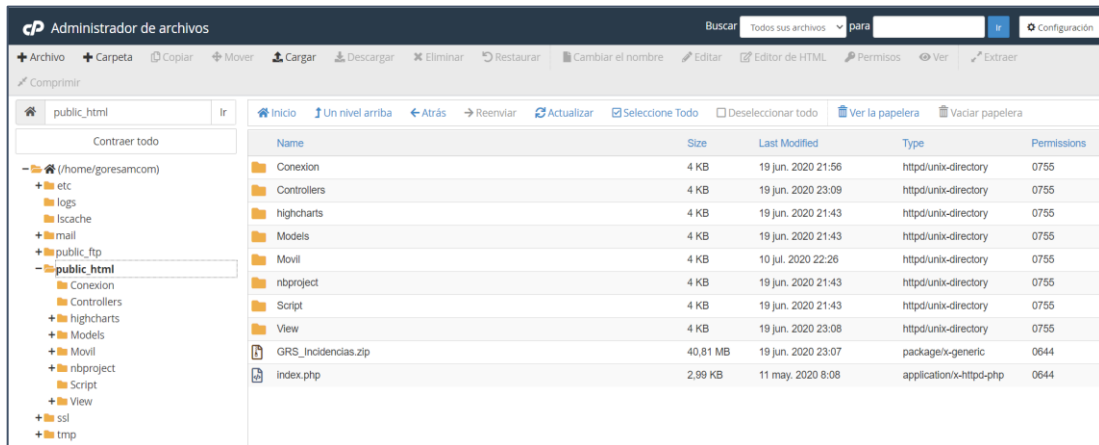 cP Administrador de archivos Buscar Todos sus archivos para Ir Configuración
Archivo Carpeta Copiar Mover Cargar Descargar Eliminar Restaurar Cambiar el nombre Editar Editor de HTML Permisos Ver Extraer
Comprimir
public_html Ir Inicio Un nivel arriba Atrás Reenviar Actualizar Seleccione Todo Deseleccionar todo Ver la papelera Vaciar papelera
Contraer todo
(/home/goresamcom)
etc
logs
lscache
mail
public_ftp
public_html
Conexion
Controllers
highcharts
Models
Movil
nbproject
Script
View
ssl
tmp
Name Size Last Modified Type Permissions
Conexion 4 KB 19 jun. 2020 21:56 httpd/unix-directory 0755
Controllers 4 KB 19 jun. 2020 23:09 httpd/unix-directory 0755
highcharts 4 KB 19 jun. 2020 21:43 httpd/unix-directory 0755
Models 4 KB 19 jun. 2020 21:43 httpd/unix-directory 0755
Movil 4 KB 10 jul. 2020 22:26 httpd/unix-directory 0755
nbproject 4 KB 19 jun. 2020 21:43 httpd/unix-directory 0755
Script 4 KB 19 jun. 2020 21:43 httpd/unix-directory 0755
View 4 KB 19 jun. 2020 23:08 httpd/unix-directory 0755
GRS_Incidencias.zip 40,81 MB 19 jun. 2020 23:07 package/x-generic 0644
index.php 2,99 KB 11 may. 2020 8:08 application/x-httpd-php 0644